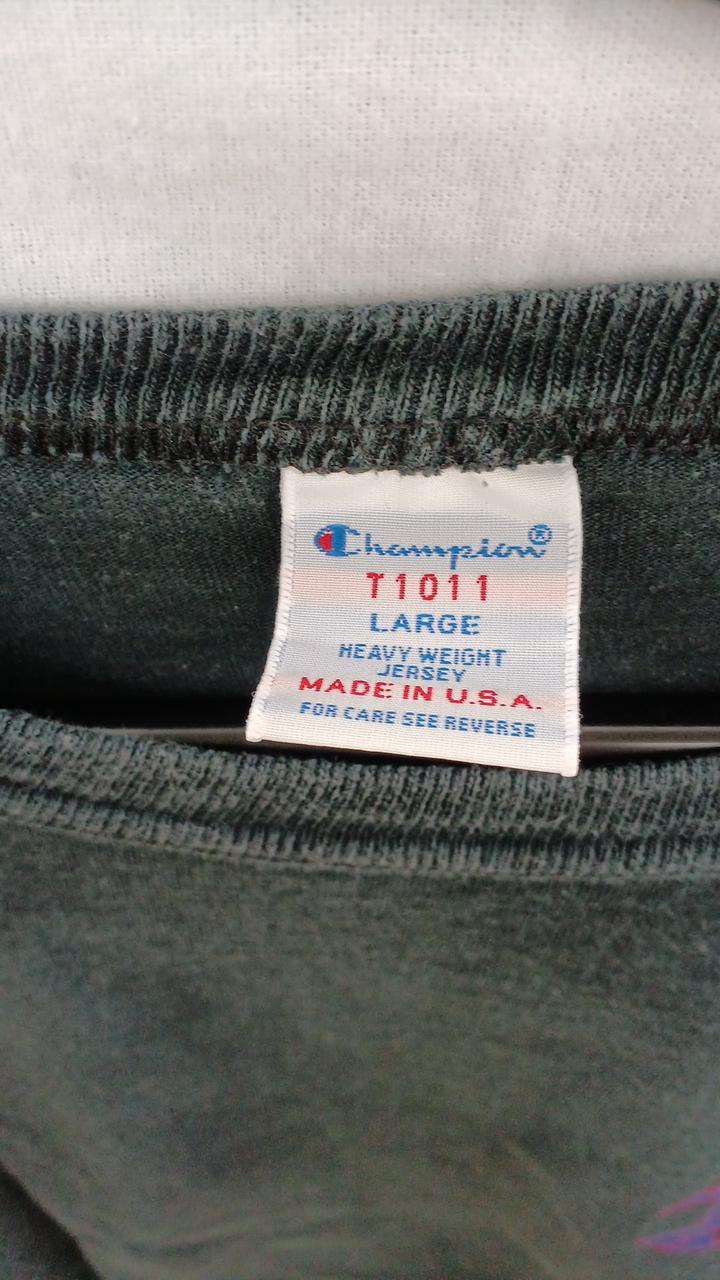 Champion®
T1011
LARGE
HEAVY WEIGHT
JERSEY
MADE IN U.S.A.
FOR CARE SEE REVERSE